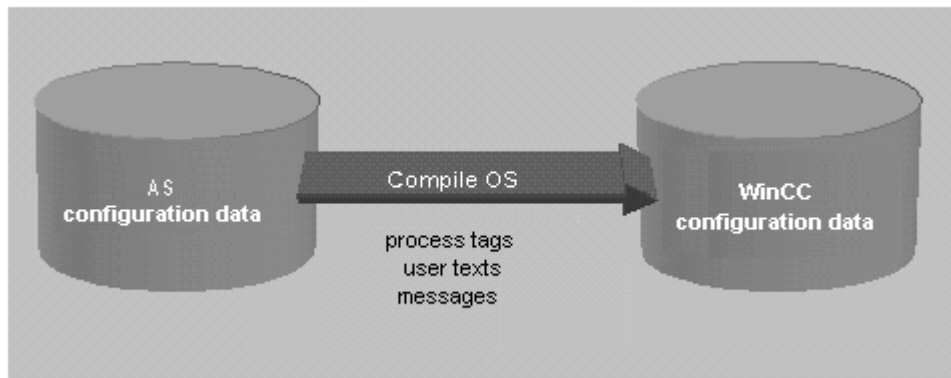 AS
configuration data
Compile OS
process tags
user texts
messages
WinCC
configuration data